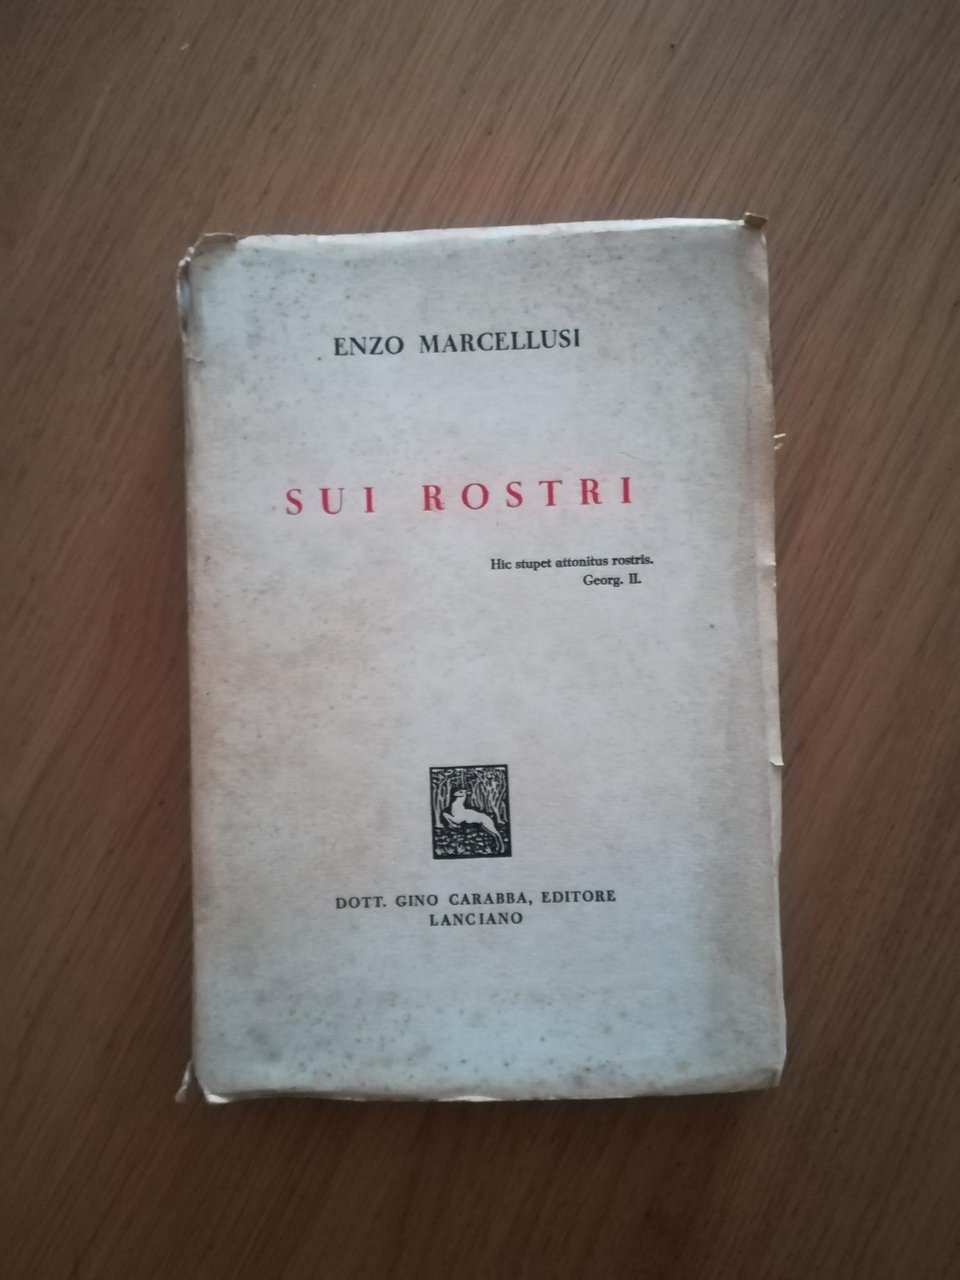 ENZO MARCELLUSI
SUI ROSTRI
Hic stupet attonitus rostris.
Georg. II.
DOTT. GINO CARABBA, EDITORE
LANCIANO